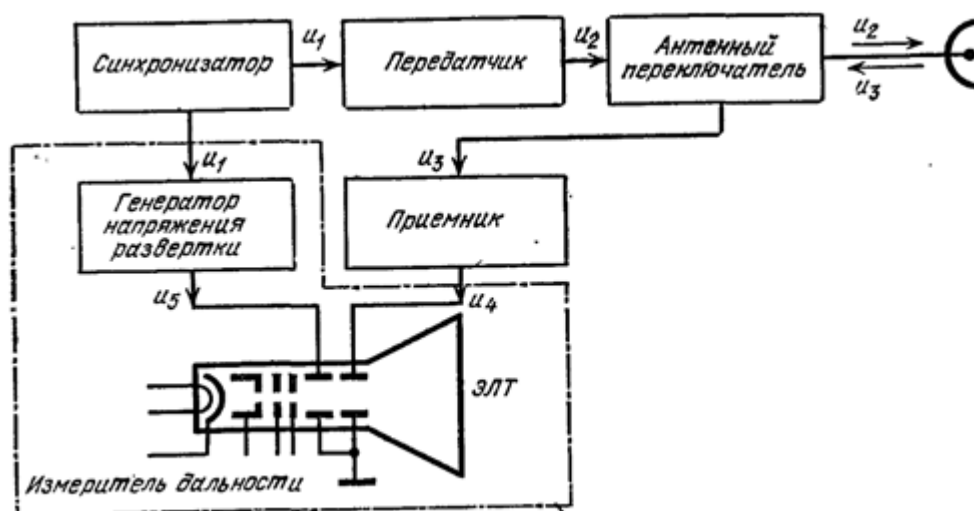 Синхронизатор
u₁
Передатчик
u₂
Антенный
переключатель
u₂
u₃
u₁
u₃
Генератор
напряжения
развертки
Приемник
u₅
u₄
ЭЛТ
Измеритель дальности